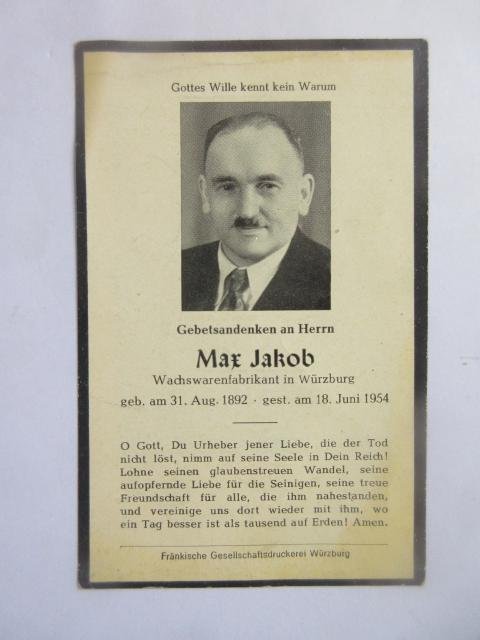 Gottes Wille kennt kein Warum
Gebetsandenken an Herrn
Max Jakob
Wachswarenfabrikant in Würzburg
geb. am 31. Aug. 1892 · gest. am 18. Juni 1954
O Gott, Du Urheber jener Liebe, die der Tod
nicht löst, nimm auf seine Seele in Dein Reich!
Lohne seinen glaubenstreuen Wandel, seine
aufopfernde Liebe für die Seinigen, seine treue
Freundschaft für alle, die ihm nahestanden,
und vereinige uns dort wieder mit ihm, wo
ein Tag besser ist als tausend auf Erden! Amen.
Fränkische Gesellschaftsdruckerei Würzburg